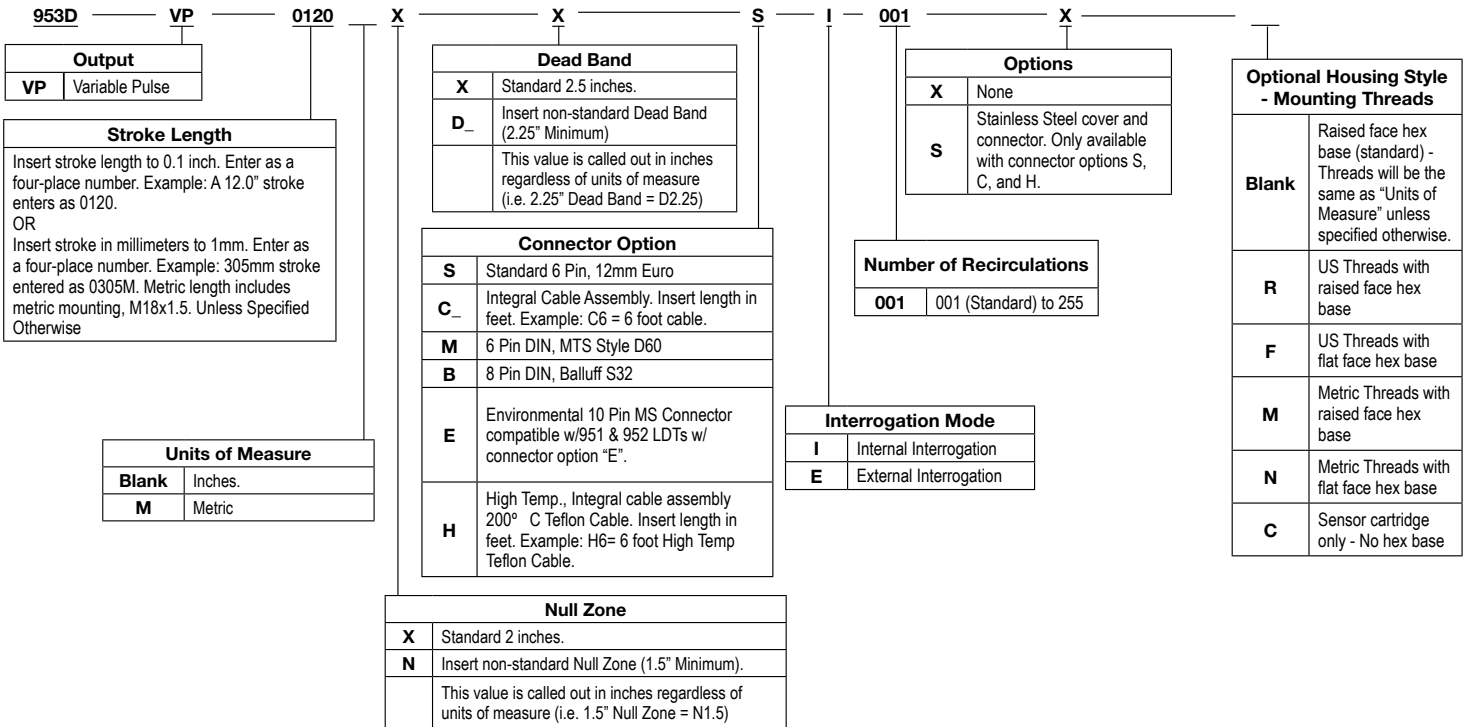 953D VP 0120 X X S I 001 X
Output
VP Variable Pulse
Stroke Length
Insert stroke length to 0.1 inch. Enter as a
four-place number. Example: A 12.0” stroke
enters as 0120.
OR
Insert stroke in millimeters to 1mm. Enter as
a four-place number. Example: 305mm stroke
entered as 0305M. Metric length includes
metric mounting, M18x1.5. Unless Specified
Otherwise
Units of Measure
Blank Inches.
M Metric
Dead Band
X Standard 2.5 inches.
D_ Insert non-standard Dead Band
(2.25” Minimum)
This value is called out in inches
regardless of units of measure
(i.e. 2.25” Dead Band = D2.25)
Connector Option
S Standard 6 Pin, 12mm Euro
C_ Integral Cable Assembly. Insert length in
feet. Example: C6 = 6 foot cable.
M 6 Pin DIN, MTS Style D60
B 8 Pin DIN, Balluff S32
E Environmental 10 Pin MS Connector
compatible w/951 & 952 LDTs w/
connector option “E”.
H High Temp., Integral cable assembly
200º C Teflon Cable. Insert length in
feet. Example: H6= 6 foot High Temp
Teflon Cable.
Null Zone
X Standard 2 inches.
N Insert non-standard Null Zone (1.5” Minimum).
This value is called out in inches regardless of
units of measure (i.e. 1.5” Null Zone = N1.5)
Options
X None
S Stainless Steel cover and
connector. Only available
with connector options S,
C, and H.
Number of Recirculations
001 001 (Standard) to 255
Interrogation Mode
I Internal Interrogation
E External Interrogation
Optional Housing Style
- Mounting Threads
Blank Raised face hex
base (standard) -
Threads will be the
same as “Units of
Measure” unless
specified otherwise.
R US Threads with
raised face hex
base
F US Threads with
flat face hex base
M Metric Threads with
raised face hex
base
N Metric Threads with
flat face hex base
C Sensor cartridge
only - No hex base